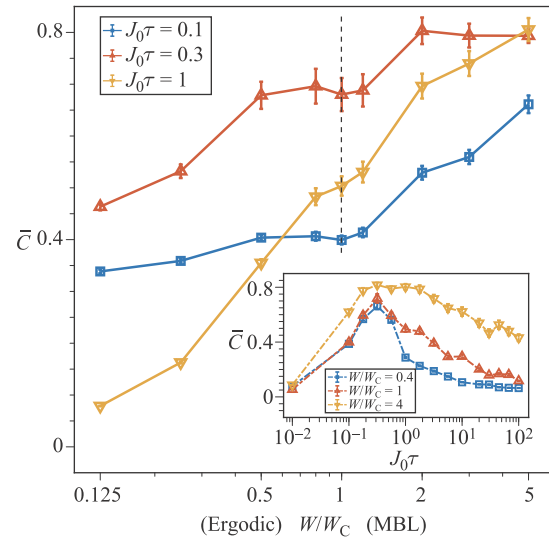 0.8
0.4
0
C̄
J₀τ = 0.1
J₀τ = 0.3
J₀τ = 1
0.8
0.4
0
C̄
W/W_C = 0.4
W/W_C = 1
W/W_C = 4
10⁻² 10⁻¹ 10⁰ 10¹ 10²
J₀τ
0.125 0.5 1 2 5
(Ergodic) W/W_C (MBL)